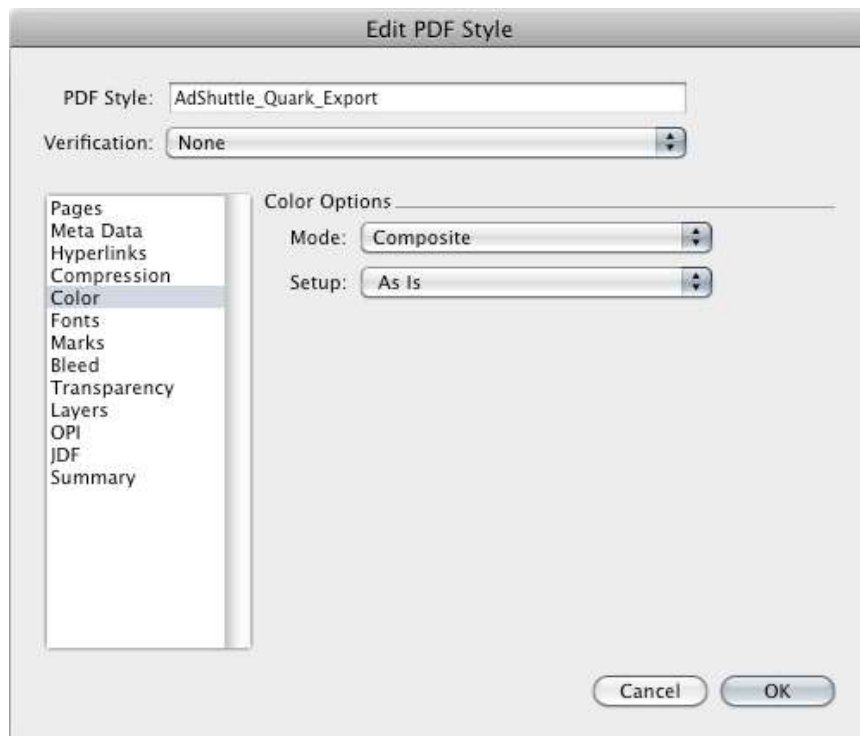 Edit PDF Style
PDF Style: AdShuttle_Quark_Export
Verification: None
Pages
Meta Data
Hyperlinks
Compression
Color
Fonts
Marks
Bleed
Transparency
Layers
OPI
JDF
Summary
Color Options
Mode: Composite
Setup: As Is
Cancel
OK